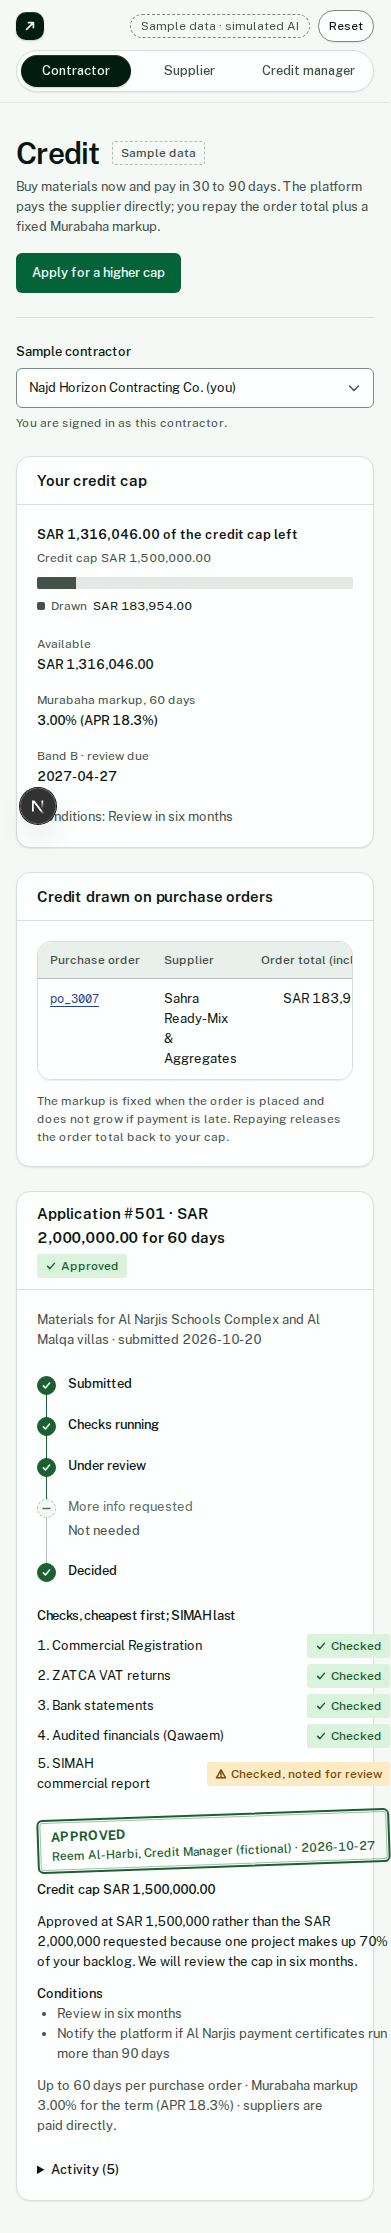 Sample data · simulated AI
Reset
Contractor
Supplier
Credit manager
Credit
Sample data
Buy materials now and pay in 30 to 90 days. The platform
pays the supplier directly; you repay the order total plus a
fixed Murabaha markup.
Apply for a higher cap
Sample contractor
Najd Horizon Contracting Co. (you)
You are signed in as this contractor.
Your credit cap
SAR 1,316,046.00 of the credit cap left
Credit cap SAR 1,500,000.00
Drawn SAR 183,954.00
Available
SAR 1,316,046.00
Murabaha markup, 60 days
3.00% (APR 18.3%)
Band B · review due
2027-04-27
N
nditions: Review in six months
Credit drawn on purchase orders
Purchase order
Supplier
Order total (incl
po_3007
Sahra
Ready-Mix
&
Aggregates
SAR 183,9
The markup is fixed when the order is placed and
does not grow if payment is late. Repaying releases
the order total back to your cap.
Application #501 · SAR
2,000,000.00 for 60 days
Approved
Materials for Al Narjis Schools Complex and Al
Malqa villas · submitted 2026-10-20
Submitted
Checks running
Under review
More info requested
Not needed
Decided
Checks, cheapest first; SIMAH last
1. Commercial Registration
Checked
2. ZATCA VAT returns
Checked
3. Bank statements
Checked
4. Audited financials (Qawaem)
Checked
5. SIMAH
commercial report
Checked, noted for review
APPROVED
Reem Al-Harbi, Credit Manager (fictional) · 2026-10-27
Credit cap SAR 1,500,000.00
Approved at SAR 1,500,000 rather than the SAR
2,000,000 requested because one project makes up 70%
of your backlog. We will review the cap in six months.
Conditions
• Review in six months
• Notify the platform if Al Narjis payment certificates run
more than 90 days
Up to 60 days per purchase order · Murabaha markup
3.00% for the term (APR 18.3%) · suppliers are
paid directly.
Activity (5)